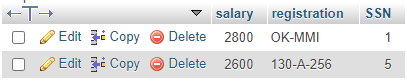 salary registration SSN
Edit Copy Delete 2800 OK-MMI 1
Edit Copy Delete 2600 130-A-256 5